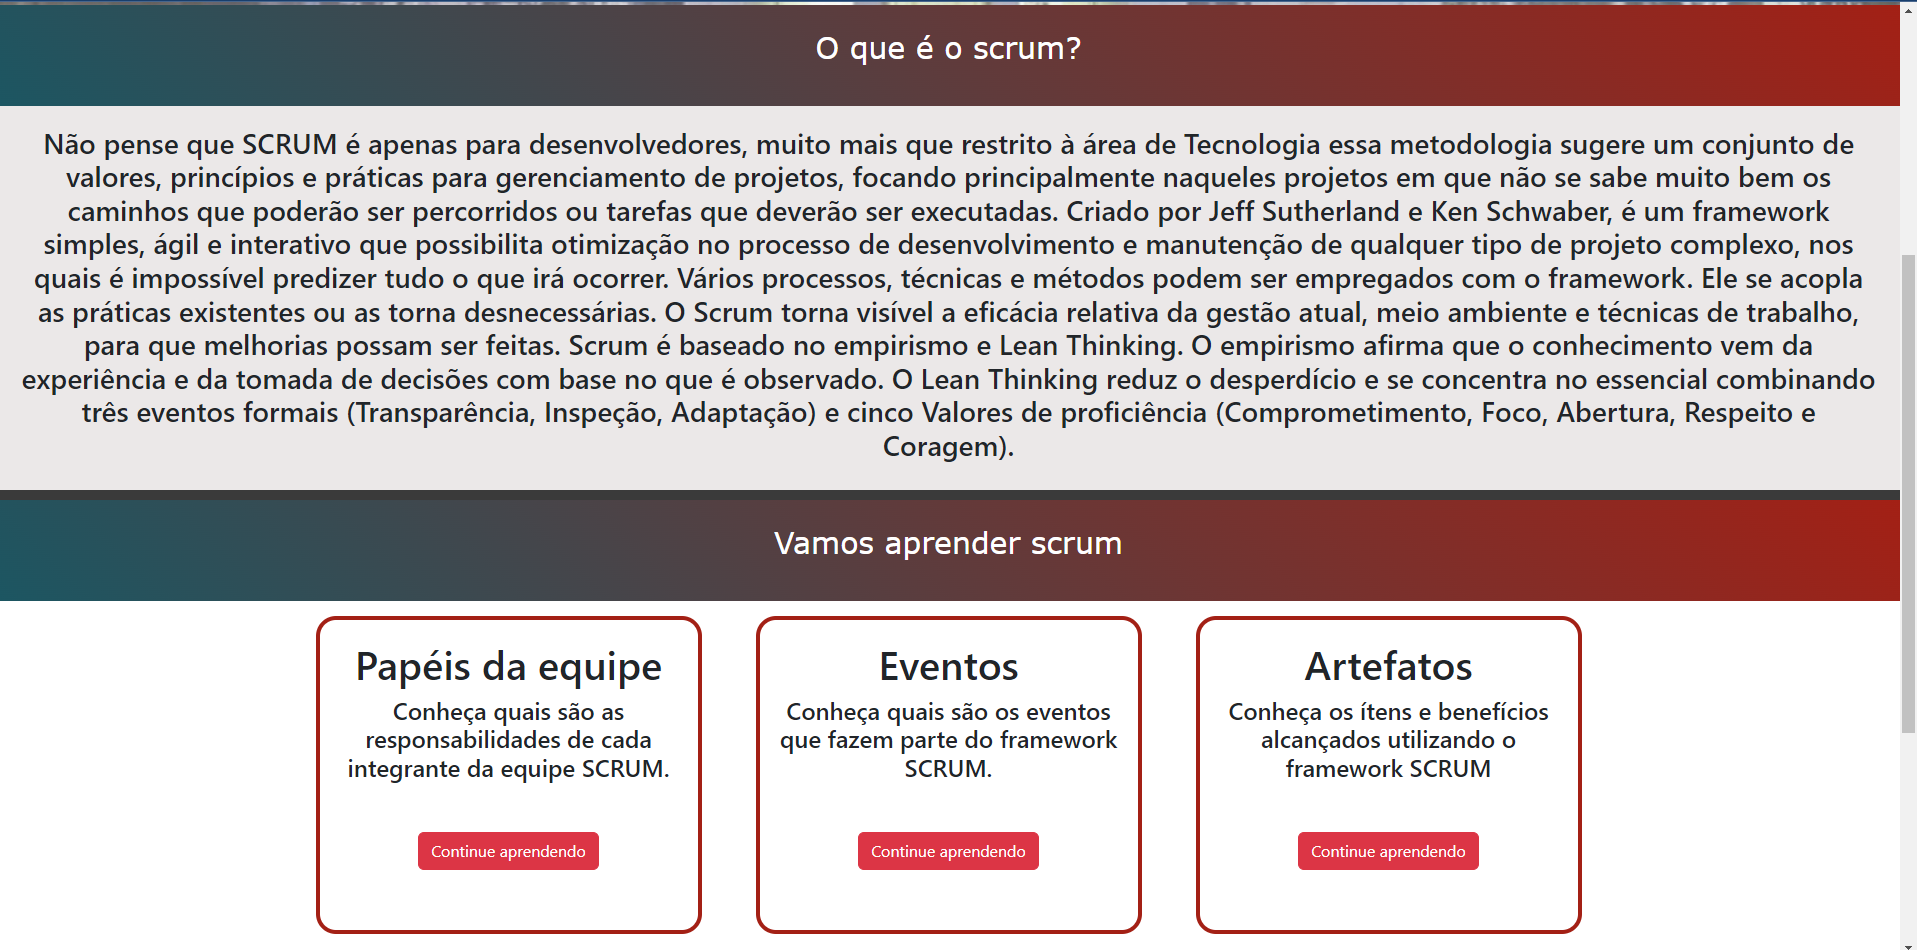 O que é o scrum?
Não pense que SCRUM é apenas para desenvolvedores, muito mais que restrito à área de Tecnologia essa metodologia sugere um conjunto de
valores, princípios e práticas para gerenciamento de projetos, focando principalmente naqueles projetos em que não se sabe muito bem os
caminhos que poderão ser percorridos ou tarefas que deverão ser executadas. Criado por Jeff Sutherland e Ken Schwaber, é um framework
simples, ágil e interativo que possibilita otimização no processo de desenvolvimento e manutenção de qualquer tipo de projeto complexo, nos
quais é impossível predizer tudo o que irá ocorrer. Vários processos, técnicas e métodos podem ser empregados com o framework. Ele se acopla
as práticas existentes ou as torna desnecessárias. O Scrum torna visível a eficácia relativa da gestão atual, meio ambiente e técnicas de trabalho,
para que melhorias possam ser feitas. Scrum é baseado no empirismo e Lean Thinking. O empirismo afirma que o conhecimento vem da
experiência e da tomada de decisões com base no que é observado. O Lean Thinking reduz o desperdício e se concentra no essencial combinando
três eventos formais (Transparência, Inspeção, Adaptação) e cinco Valores de proficiência (Comprometimento, Foco, Abertura, Respeito e
Coragem).
Vamos aprender scrum
Papéis da equipe
Conheça quais são as
responsabilidades de cada
integrante da equipe SCRUM.
Continue aprendendo
Eventos
Conheça quais são os eventos
que fazem parte do framework
SCRUM.
Continue aprendendo
Artefatos
Conheça os ítens e benefícios
alcançados utilizando o
framework SCRUM
Continue aprendendo